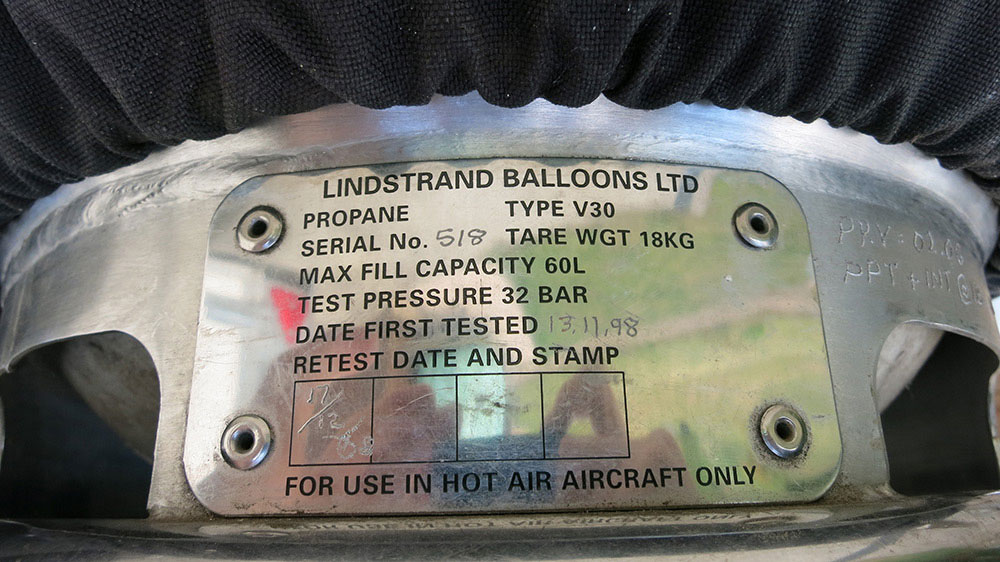 LINDSTRAND BALLOONS LTD
PROPANE TYPE V30
SERIAL No. 518 TARE WGT 18KG
MAX FILL CAPACITY 60L
TEST PRESSURE 32 BAR
DATE FIRST TESTED 13,11,98
RETEST DATE AND STAMP
FOR USE IN HOT AIR AIRCRAFT ONLY